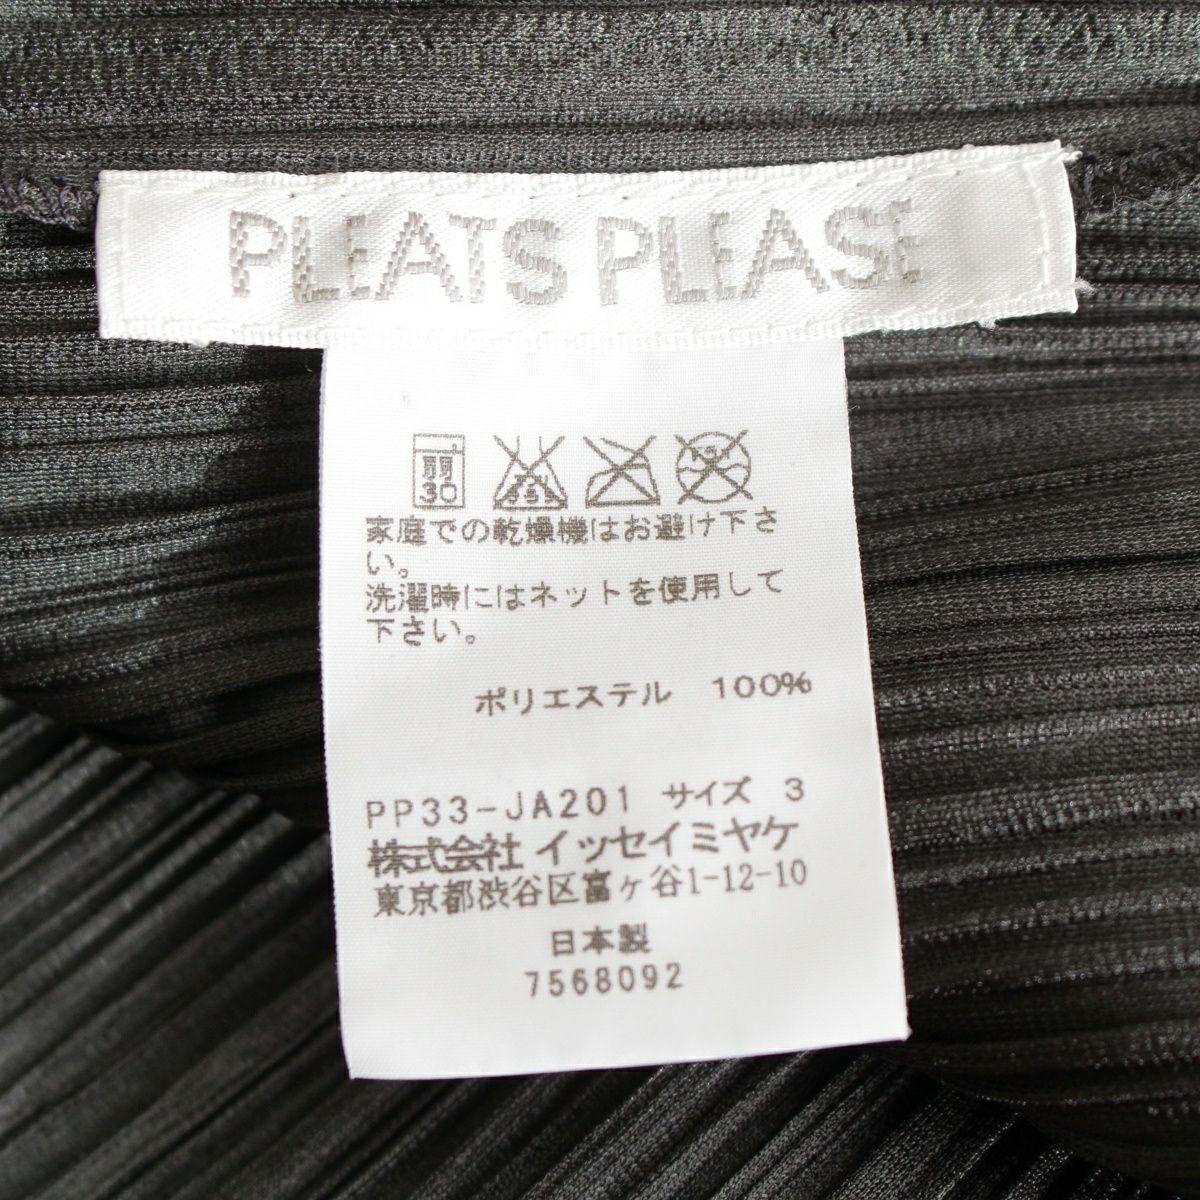 PLEATS PLEASE
弱
30
家庭での乾燥機はお避け下さ
い。
洗濯時にはネットを使用して
下さい。
ポリエステル 100%
PP33-JA201 サイズ 3
株式会社 イッセイミヤケ
東京都渋谷区富ヶ谷1-12-10
日本製
7568092